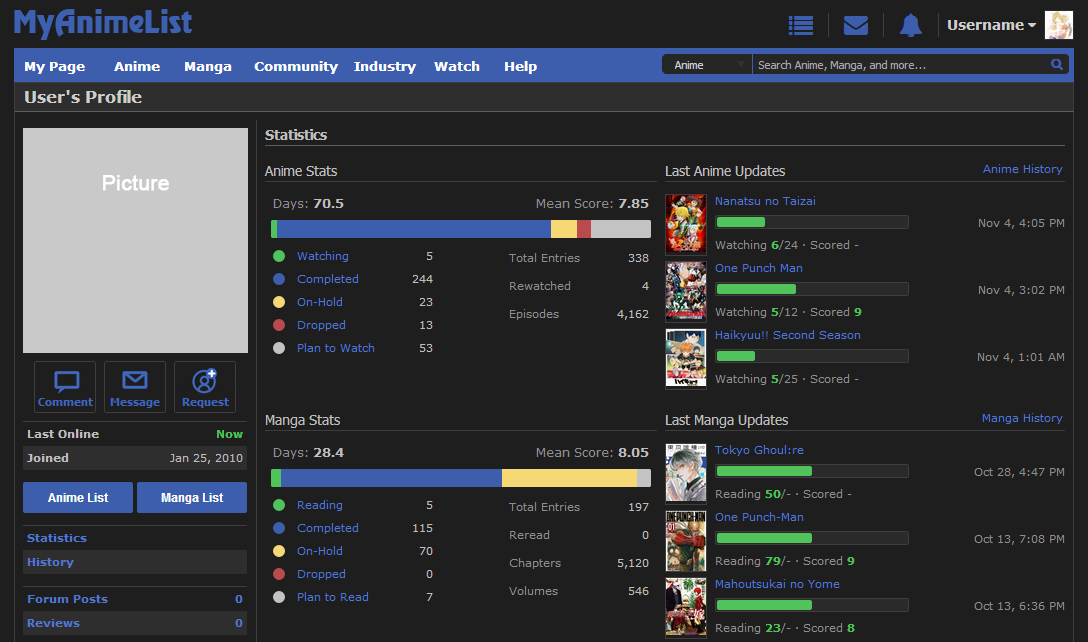 MyAnimeList
Username
My Page Anime Manga Community Industry Watch Help
Anime Search Anime, Manga, and more...
User's Profile
Picture
Comment Message Request
Last Online Now
Joined Jan 25, 2010
Anime List Manga List
Statistics
History
Forum Posts 0
Reviews 0
Statistics
Anime Stats
Days: 70.5 Mean Score: 7.85
Watching 5
Completed 244
On-Hold 23
Dropped 13
Plan to Watch 53
Total Entries 338
Rewatched 4
Episodes 4,162
Last Anime Updates Anime History
Nanatsu no Taizai
Nov 4, 4:05 PM
Watching 6/24 · Scored -
One Punch Man
Nov 4, 3:02 PM
Watching 5/12 · Scored 9
Haikyuu!! Second Season
Nov 4, 1:01 AM
Watching 5/25 · Scored -
Manga Stats
Days: 28.4 Mean Score: 8.05
Reading 5
Completed 115
On-Hold 70
Dropped 0
Plan to Read 7
Total Entries 197
Reread 0
Chapters 5,120
Volumes 546
Last Manga Updates Manga History
Tokyo Ghoul:re
Oct 28, 4:47 PM
Reading 50/- · Scored -
One Punch-Man
Oct 13, 7:08 PM
Reading 79/- · Scored 9
Mahoutsukai no Yome
Oct 13, 6:36 PM
Reading 23/- · Scored 8